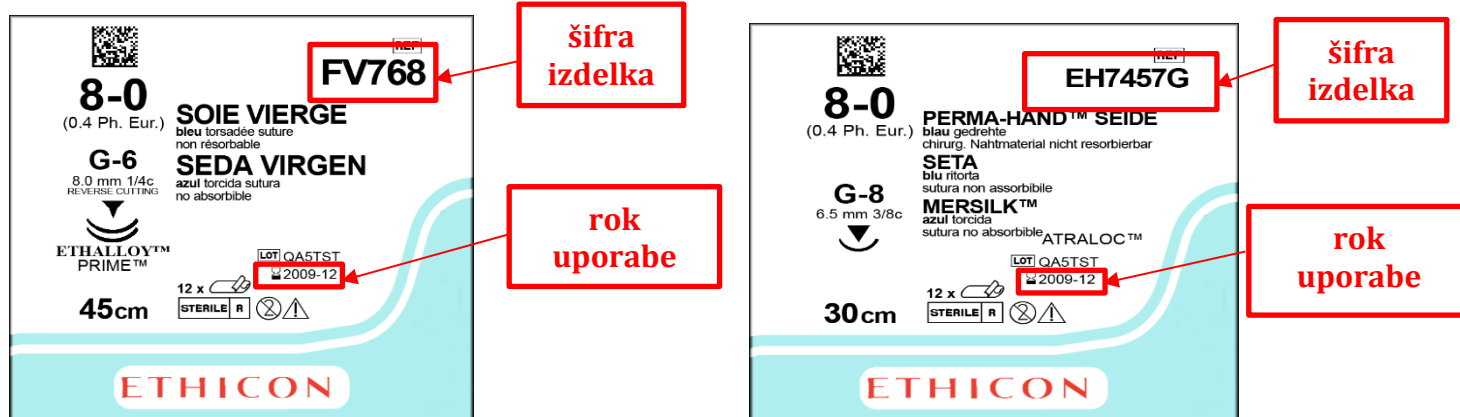 REF
FV768
8-0
(0.4 Ph. Eur.)
SOIE VIERGE
bleu torsadée suture
non résorbable
SEDA VIRGEN
azul torcida sutura
no absorbible
G-6
8.0 mm 1/4c
REVERSE CUTTING
ETHALLOY™
PRIME™
LOT QA5TST
2009-12
12 x
45cm
STERILE R
ETHICON
šifra
izdelka
rok
uporabe
REF
EH7457G
8-0
(0.4 Ph. Eur.)
PERMA-HAND™ SEIDE
blau gedrehte
chirurg. Nahtmaterial nicht resorbierbar
SETA
blu ritorta
sutura non assorbibile
MERSILK™
azul torcida
sutura no absorbible
G-8
6.5 mm 3/8c
ATRALOC™
LOT QA5TST
2009-12
12 x
30cm
STERILE R
ETHICON
šifra
izdelka
rok
uporabe